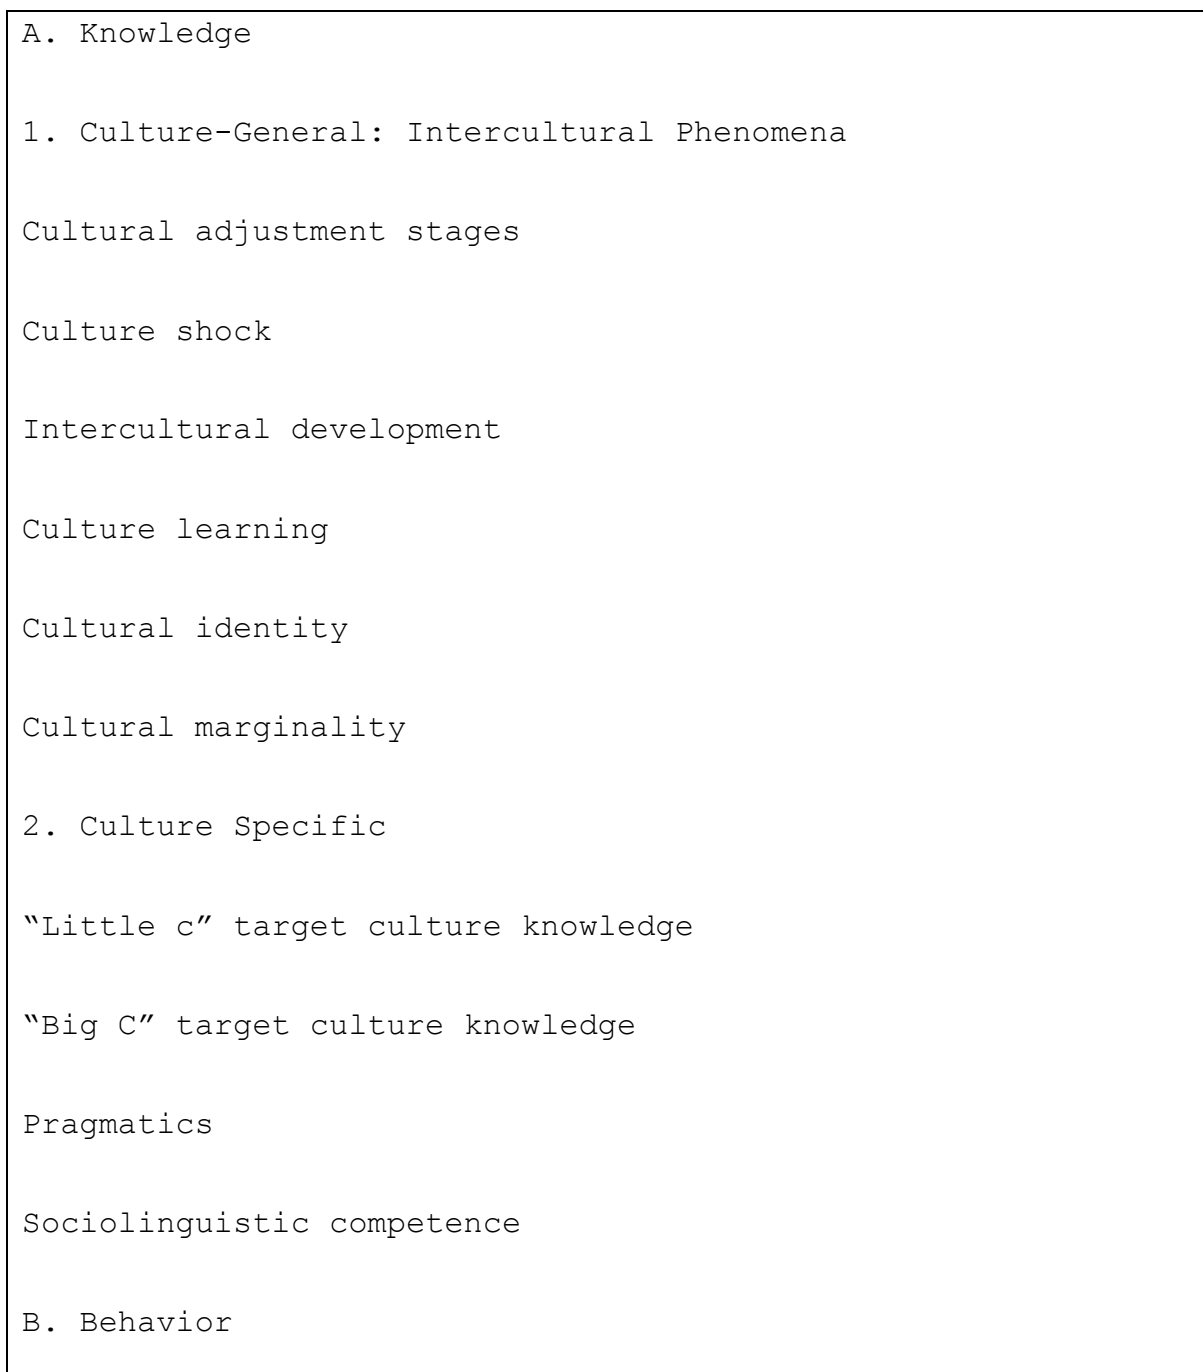 A. Knowledge
1. Culture-General: Intercultural Phenomena
Cultural adjustment stages
Culture shock
Intercultural development
Culture learning
Cultural identity
Cultural marginality
2. Culture Specific
“Little c” target culture knowledge
“Big C” target culture knowledge
Pragmatics
Sociolinguistic competence
B. Behavior